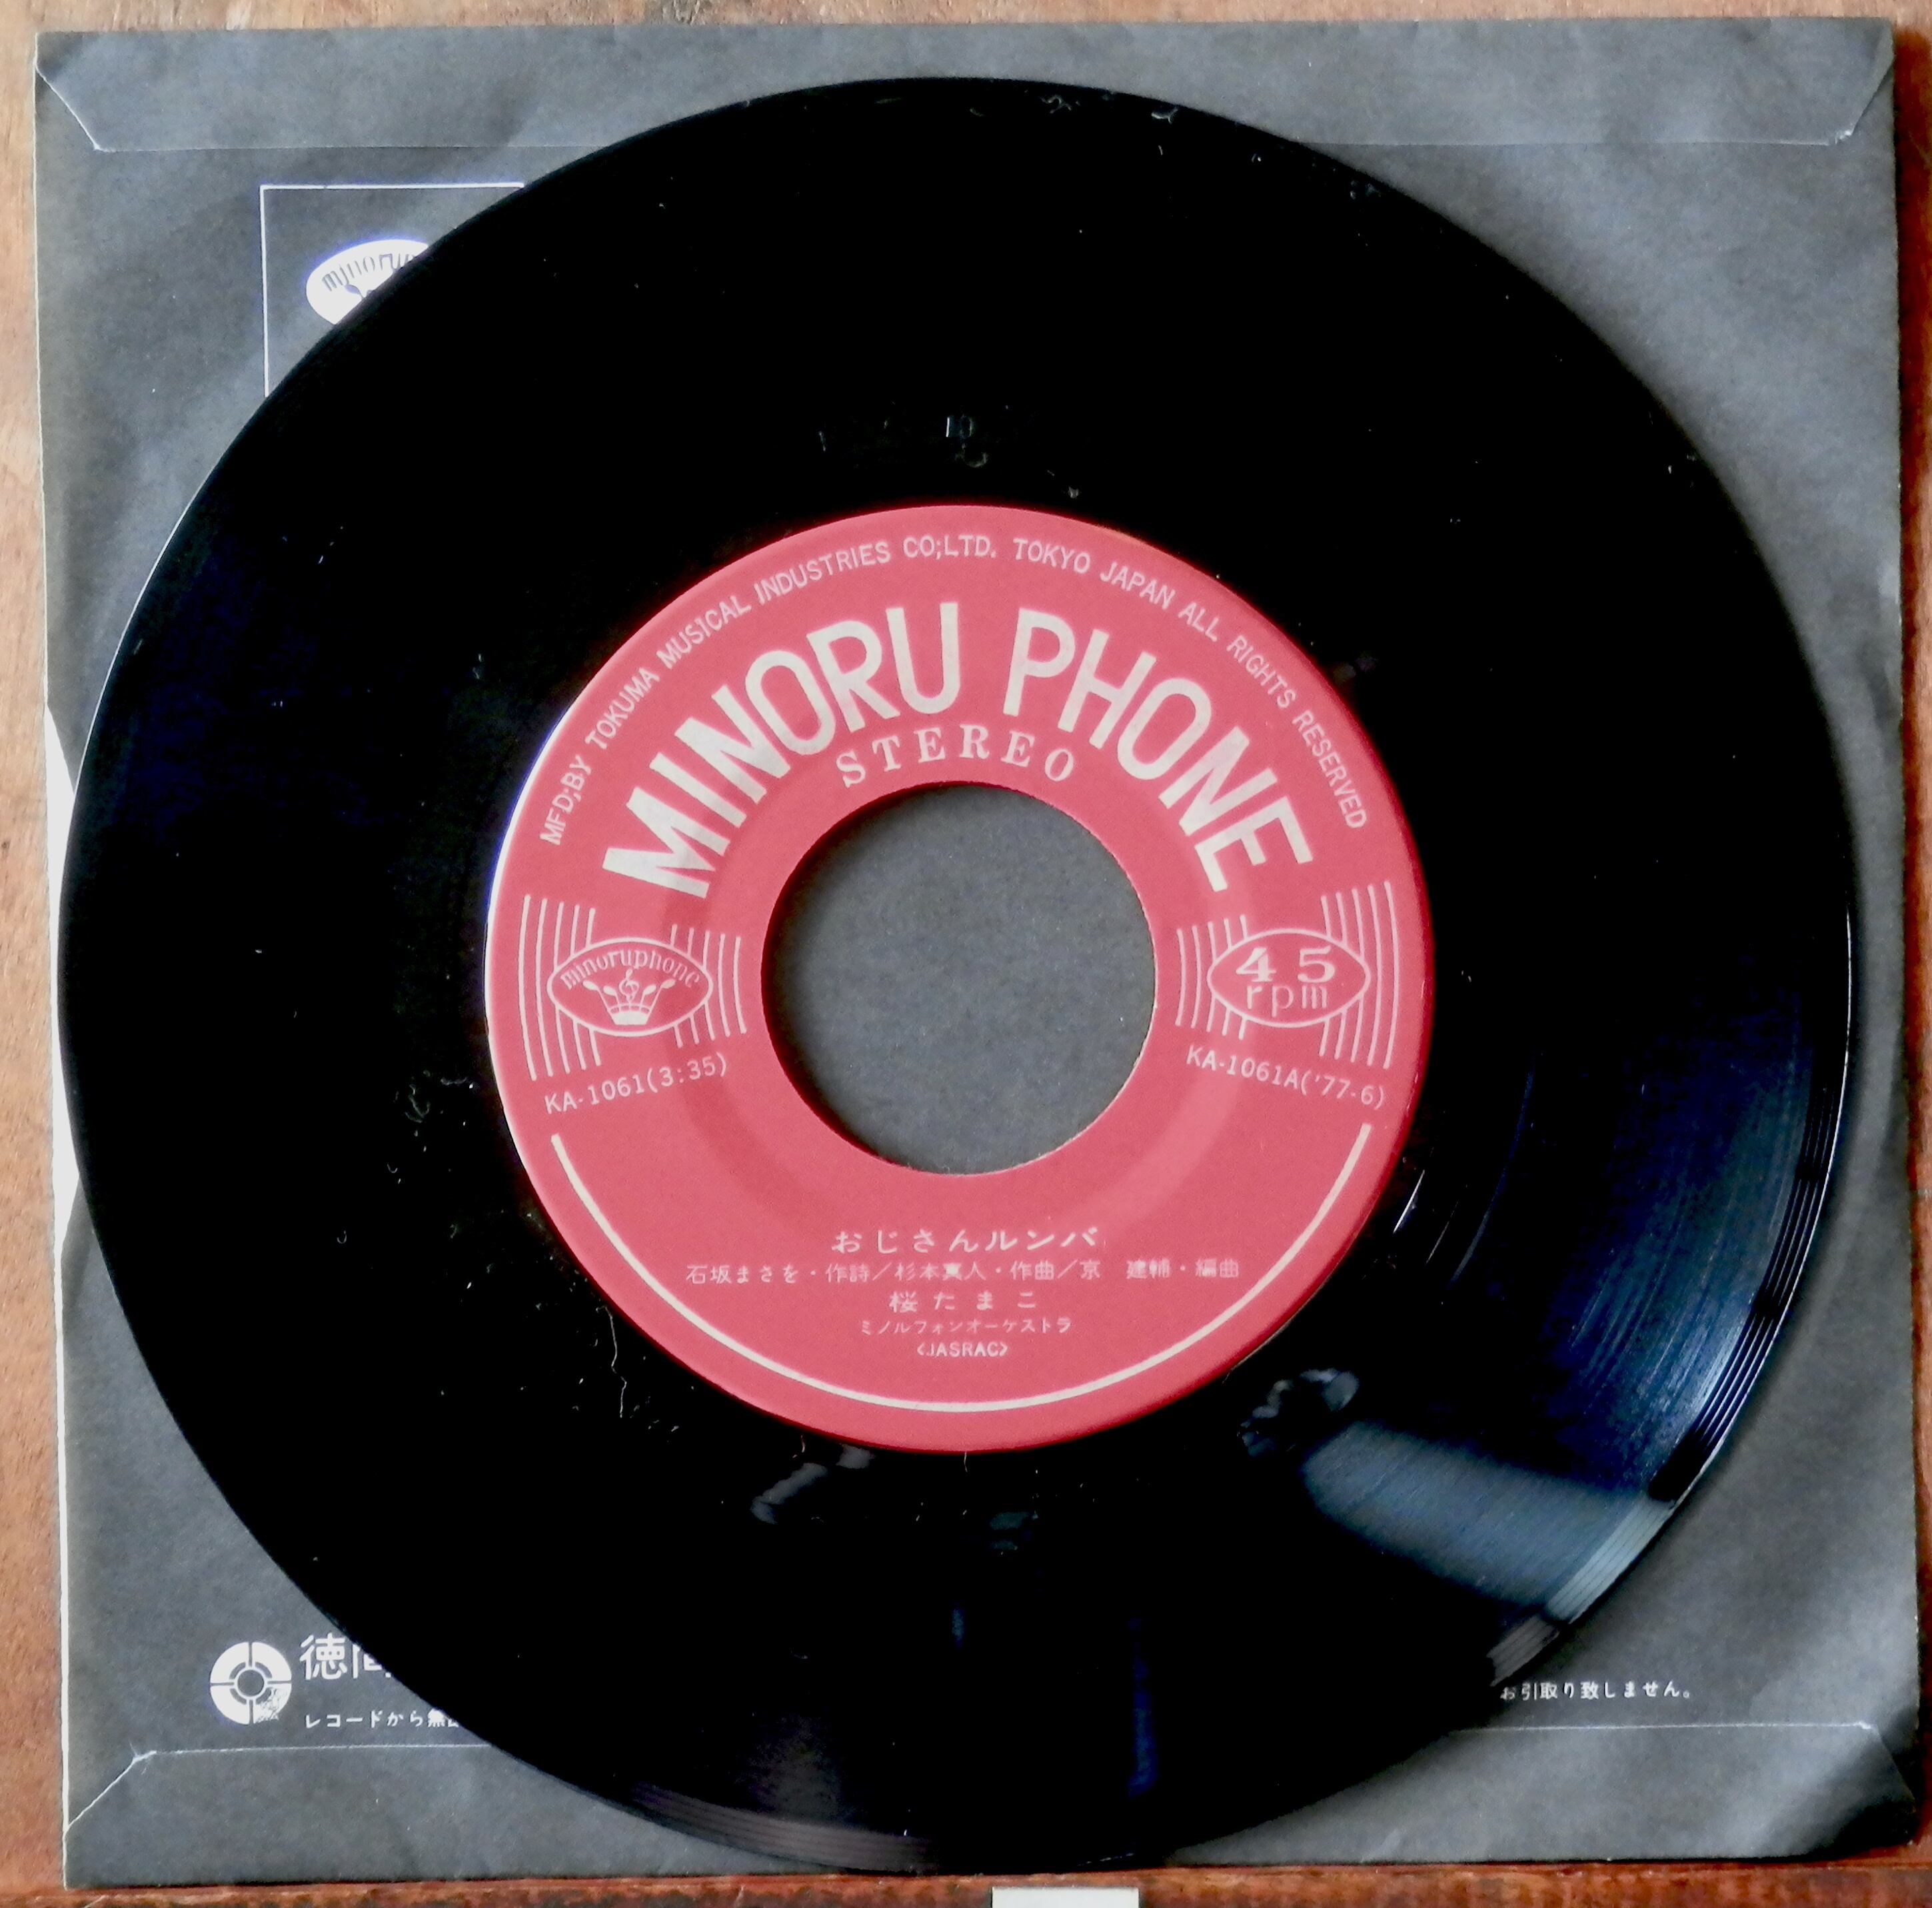 MFD;BY TOKUMA MUSICAL INDUSTRIES CO;LTD. TOKYO JAPAN ALL RIGHTS RESERVED
MINORU PHONE
STEREO
minoruphone
45
rpm
KA-1061(3:35)
KA-1061A('77-6)
おじさんルンバ
石坂まさを・作詩／杉本真人・作曲／京　建輔・編曲
桜たまこ
ミノルフォンオーケストラ
〈JASRAC〉
徳間
レコードから無
お引取り致しません。